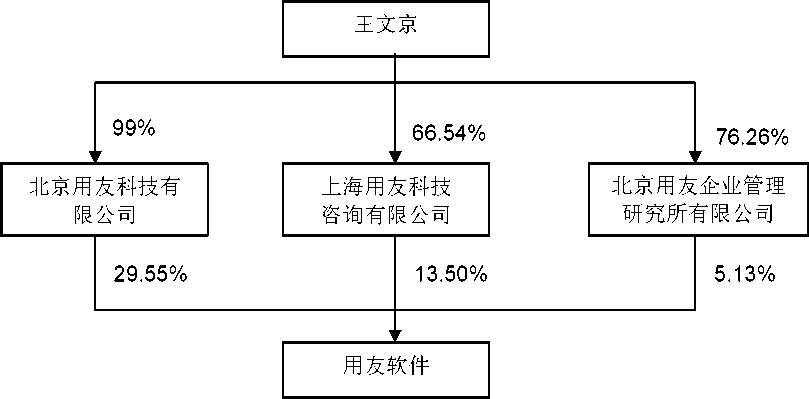 王文京
99%
66.54%
76.26%
北京用友科技有
限公司
上海用友科技
咨询有限公司
北京用友企业管理
研究所有限公司
29.55%
13.50%
5.13%
用友软件